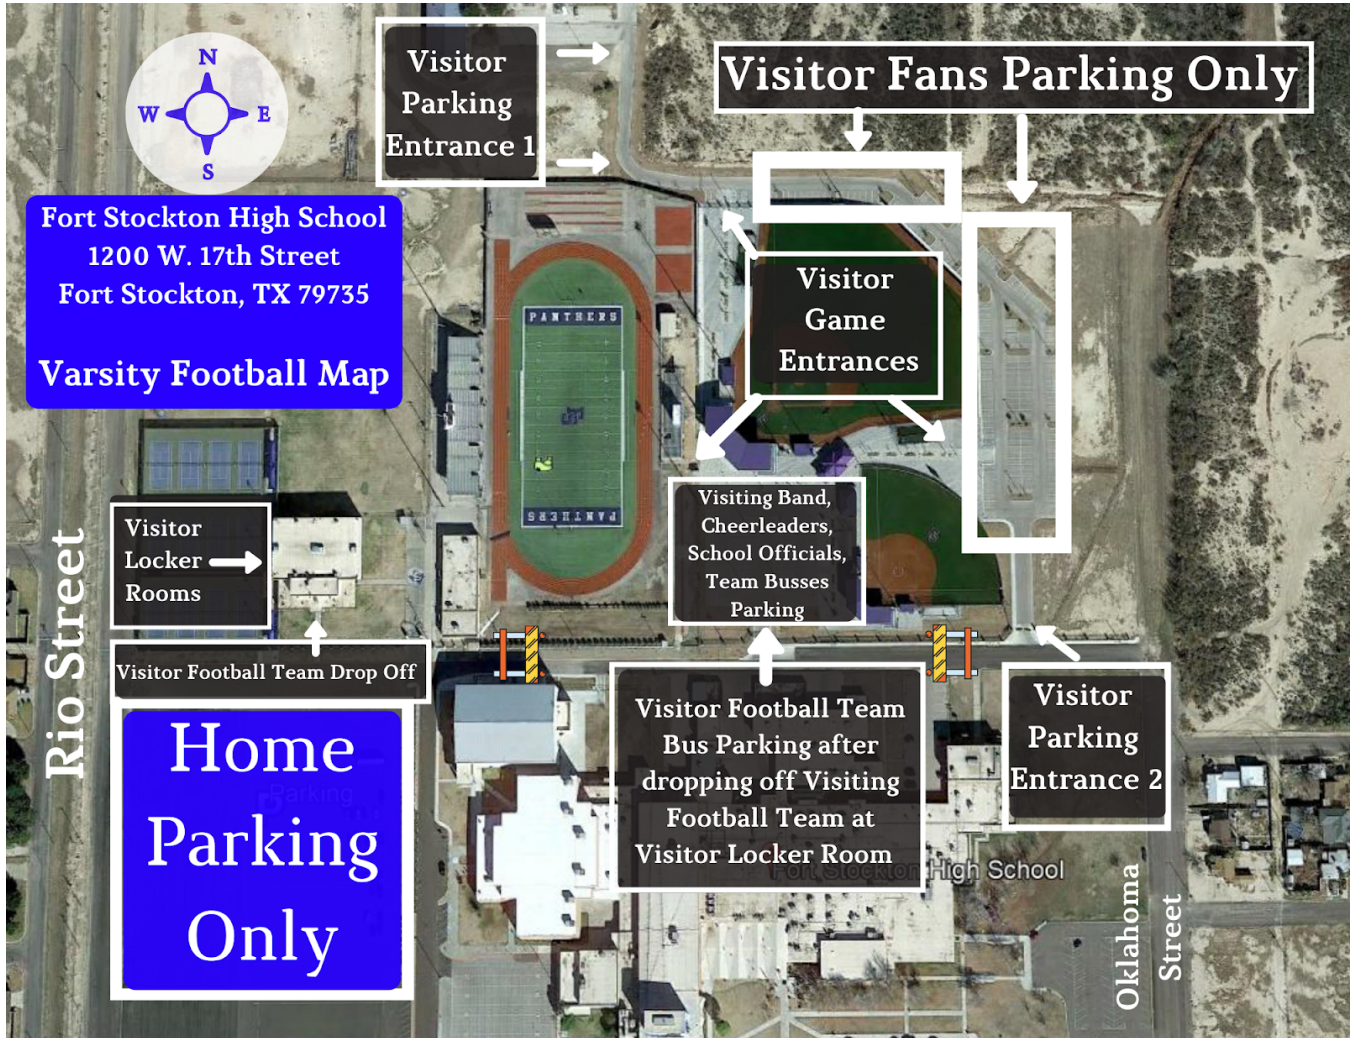 N
W
E
S
Fort Stockton High School
1200 W. 17th Street
Fort Stockton, TX 79735
Varsity Football Map
Visitor
Parking
Entrance 1
Visitor Fans Parking Only
Visitor
Game
Entrances
PANTHERS
PANTHERS
Visitor
Locker
Rooms
Visitor Football Team Drop Off
Rio Street
Home
Parking
Only
Parking
Visiting Band,
Cheerleaders,
School Officials,
Team Busses
Parking
Visitor Football Team
Bus Parking after
dropping off Visiting
Football Team at
Visitor Locker Room
Visitor
Parking
Entrance 2
Fort Stockton High School
Oklahoma
Street